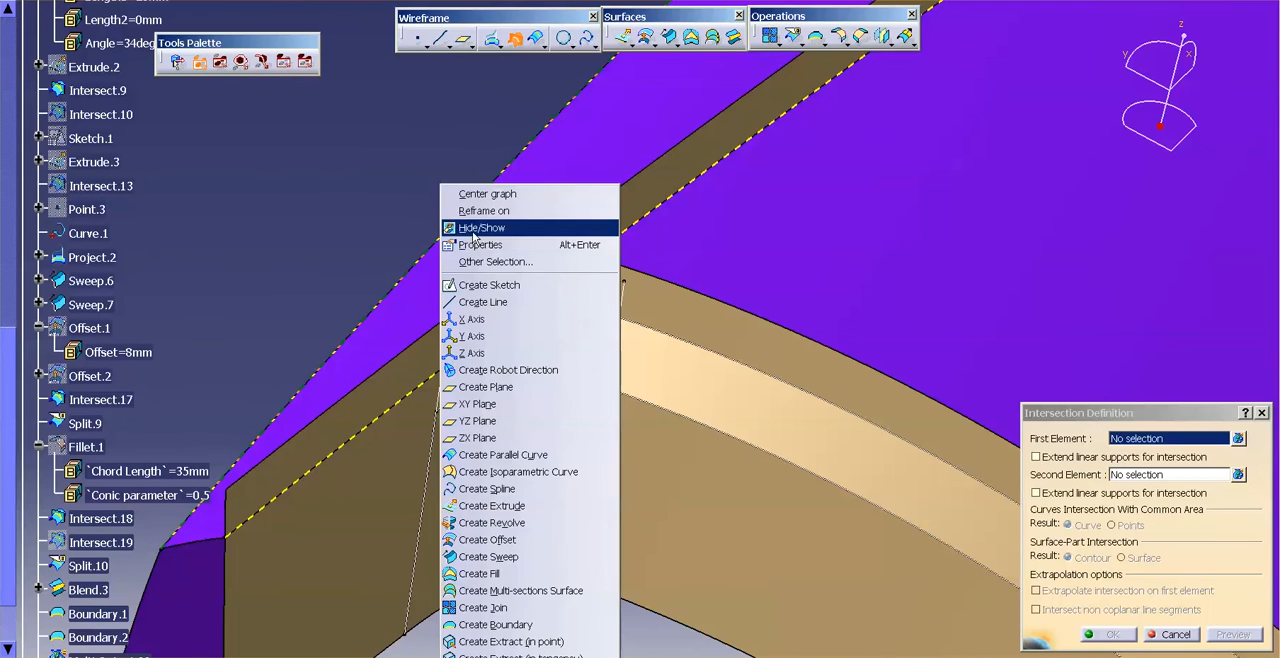 Length2=0mm
Angle=34deg
Extrude.2
Intersect.9
Intersect.10
Sketch.1
Extrude.3
Intersect.13
Point.3
Curve.1
Project.2
Sweep.6
Sweep.7
Offset.1
Offset=8mm
Offset.2
Intersect.17
Split.9
Fillet.1
`Chord Length`=35mm
`Conic parameter`=0,5
Intersect.18
Intersect.19
Split.10
Blend.3
Boundary.1
Boundary.2
Tools Palette
Wireframe
Surfaces
Operations
z
y
x
Center graph
Reframe on
Hide/Show
Properties Alt+Enter
Other Selection...
Create Sketch
Create Line
X Axis
Y Axis
Z Axis
Create Robot Direction
Create Plane
XY Plane
YZ Plane
ZX Plane
Create Parallel Curve
Create Isoparametric Curve
Create Spline
Create Extrude
Create Revolve
Create Offset
Create Sweep
Create Fill
Create Multi-sections Surface
Create Join
Create Boundary
Create Extract (in point)
Create Extract (in tangency)
Intersection Definition
First Element : No selection
Extend linear supports for intersection
Second Element : No selection
Extend linear supports for intersection
Curves Intersection With Common Area
Result: Curve Points
Surface-Part Intersection
Result: Contour Surface
Extrapolation options
Extrapolate intersection on first element
Intersect non coplanar line segments
OK Cancel Preview